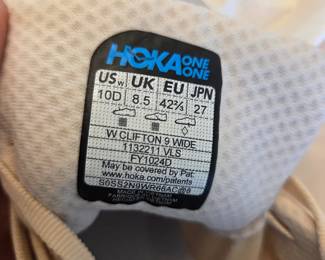 HOKA ONE ONE
USw UK EU JPN
10D 8.5 42⅔ 27
W CLIFTON 9 WIDE
1132211 VLS
FY1024D
May be covered by Pat.
www.hoka.com/patents